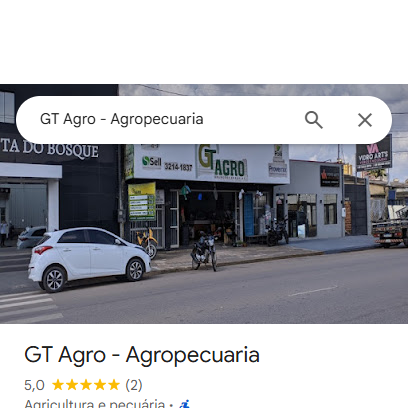 GT Agro - Agropecuaria
TA DO BOSQUE
Sell
3214-1837
GT
AGRO
VA
VIDRO ARTE
GT Agro - Agropecuaria
5,0 (2)
Agricultura e pecuária ·